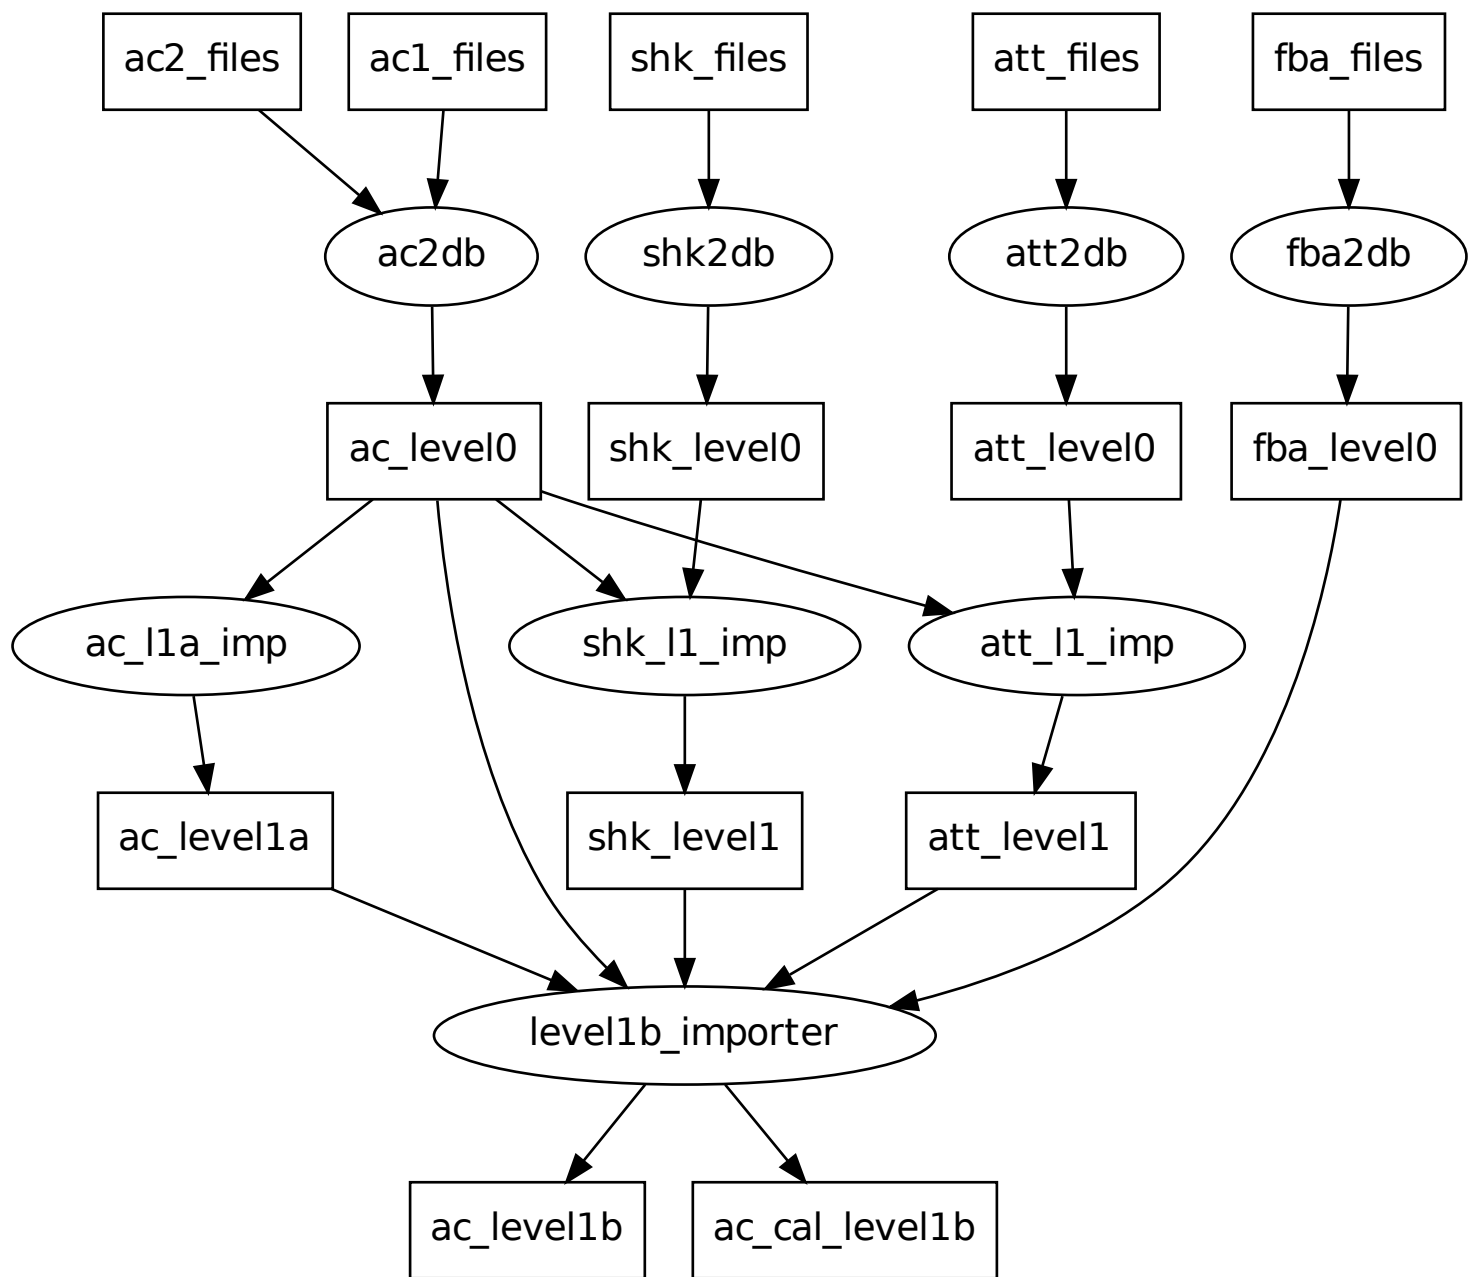 ac2_files
ac1_files
shk_files
att_files
fba_files
ac2db
shk2db
att2db
fba2db
ac_level0
shk_level0
att_level0
fba_level0
ac_l1a_imp
shk_l1_imp
att_l1_imp
ac_level1a
shk_level1
att_level1
level1b_importer
ac_level1b
ac_cal_level1b